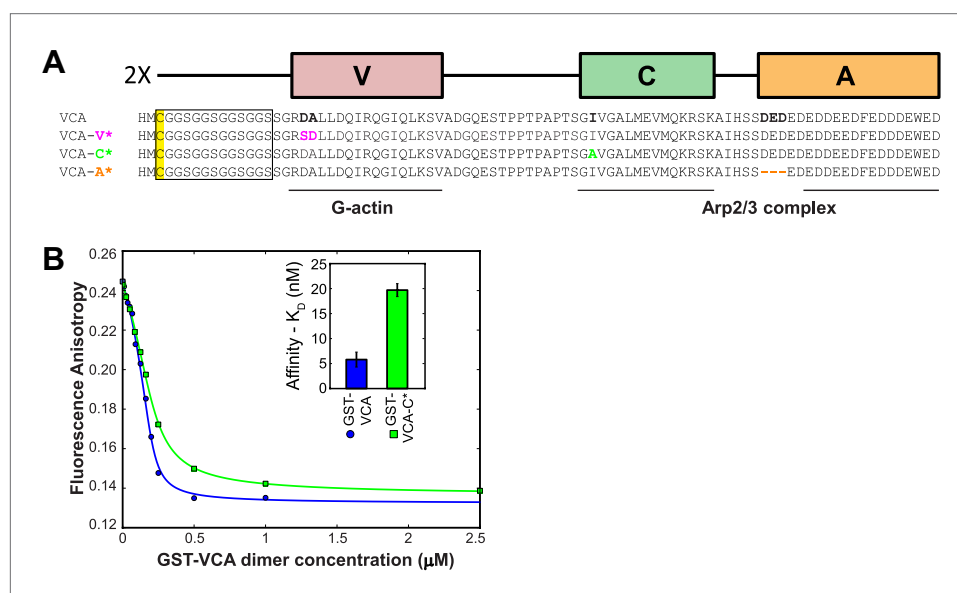 A
2X
V
C
A
VCA HMCGGSGGSGGSGGSSGRDALLDQIRQGIQLKSVADGQESTPPTPAPTSGIVGALMEVMQKRSKAIHSSDEDEDEDDEEDFEDDDEWED
VCA-V* HMCGGSGGSGGSGGSSGRSDLLDQIRQGIQLKSVADGQESTPPTPAPTSGIVGALMEVMQKRSKAIHSSDEDEDEDDEEDFEDDDEWED
VCA-C* HMCGGSGGSGGSGGSSGRDALLDQIRQGIQLKSVADGQESTPPTPAPTSGAVGALMEVMQKRSKAIHSSDEDEDEDDEEDFEDDDEWED
VCA-A* HMCGGSGGSGGSGGSSGRDALLDQIRQGIQLKSVADGQESTPPTPAPTSGIVGALMEVMQKRSKAIHSS---EDEDDEEDFEDDDEWED
G-actin
Arp2/3 complex
B
Fluorescence Anisotropy
0.26
0.24
0.20
0.18
0.16
0.14
0.12
0
0.5
1.0
1.5
2.0
2.5
GST-VCA dimer concentration (μM)
Affinity - KD (nM)
25
20
15
10
5
0
GST-
VCA
GST-
VCA-C*